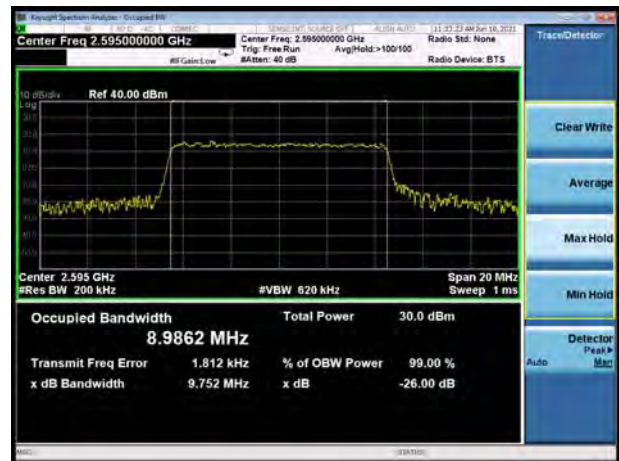 Keysight Spectrum Analyzer - Occupied BW
Center Freq 2.595000000 GHz
Center Freq: 2.595000000 GHz
Radio Std: None
Trig: Free Run
Avg|Hold:>100/100
#IFGain:Low
#Atten: 40 dB
Radio Device: BTS
Trace/Detector
10 dB/div
Ref 40.00 dBm
Log
Clear Write
Average
Max Hold
Min Hold
Center 2.595 GHz
Span 20 MHz
#Res BW 200 kHz
#VBW 620 kHz
Sweep 1 ms
Occupied Bandwidth
Total Power
30.0 dBm
8.9862 MHz
Transmit Freq Error
1.812 kHz
% of OBW Power
99.00 %
x dB Bandwidth
9.752 MHz
x dB
-26.00 dB
Detector
Peak▶
Auto
Man
MSG
STATUS